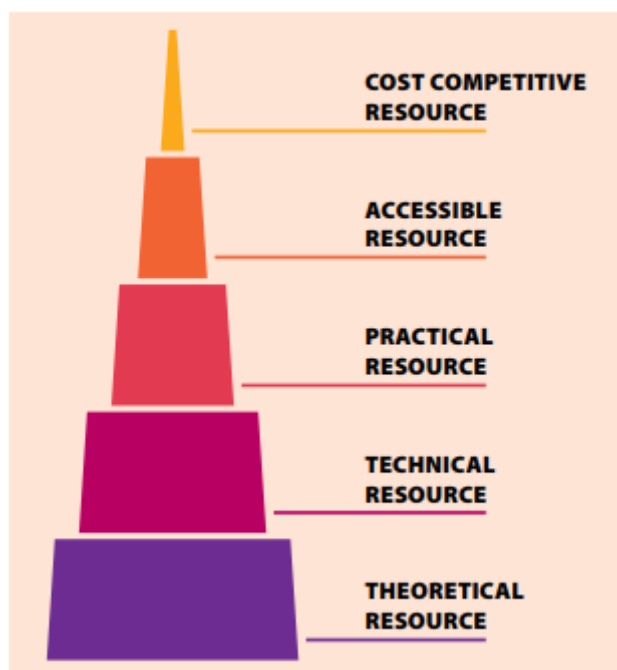 COST COMPETITIVE
RESOURCE
ACCESSIBLE
RESOURCE
PRACTICAL
RESOURCE
TECHNICAL
RESOURCE
THEORETICAL
RESOURCE